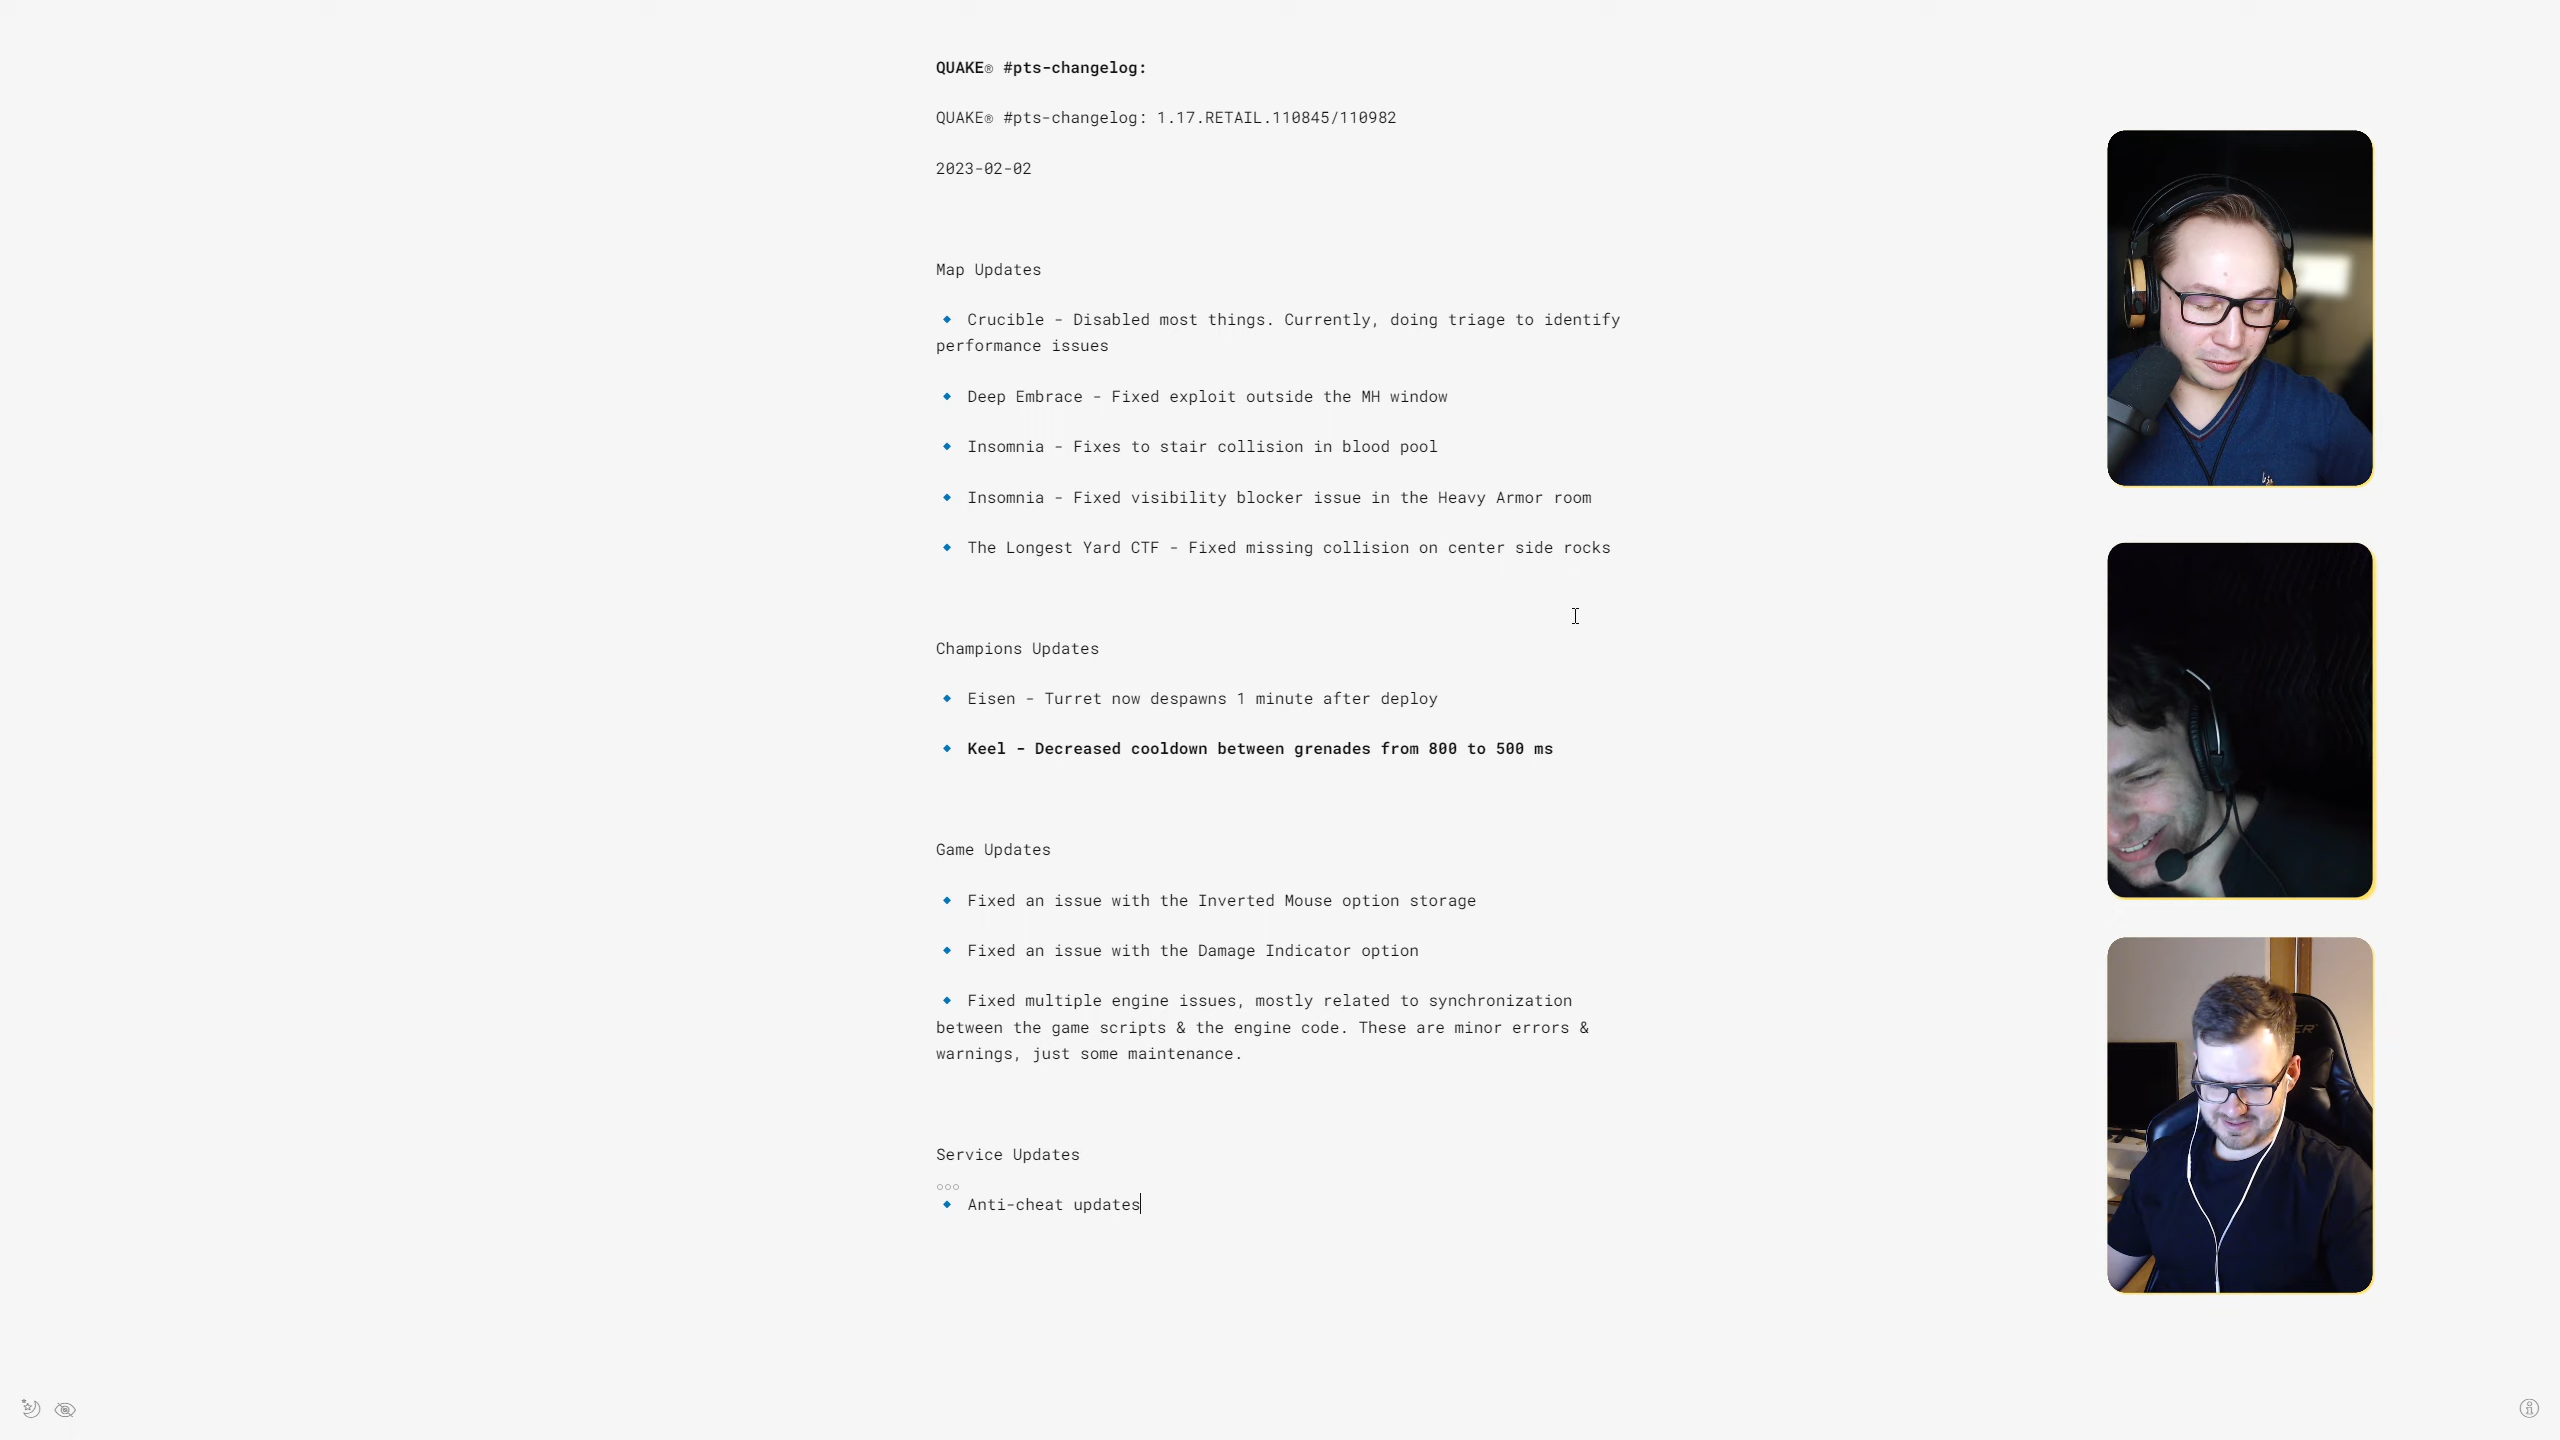 QUAKE® #pts-changelog:
QUAKE® #pts-changelog: 1.17.RETAIL.110845/110982
2023-02-02
Map Updates
🔹 Crucible - Disabled most things. Currently, doing triage to identify
performance issues
🔹 Deep Embrace - Fixed exploit outside the MH window
🔹 Insomnia - Fixes to stair collision in blood pool
🔹 Insomnia - Fixed visibility blocker issue in the Heavy Armor room
🔹 The Longest Yard CTF - Fixed missing collision on center side rocks
Champions Updates
🔹 Eisen - Turret now despawns 1 minute after deploy
🔹 Keel - Decreased cooldown between grenades from 800 to 500 ms
Game Updates
🔹 Fixed an issue with the Inverted Mouse option storage
🔹 Fixed an issue with the Damage Indicator option
🔹 Fixed multiple engine issues, mostly related to synchronization
between the game scripts & the engine code. These are minor errors &
warnings, just some maintenance.
Service Updates
🔹 Anti-cheat updates